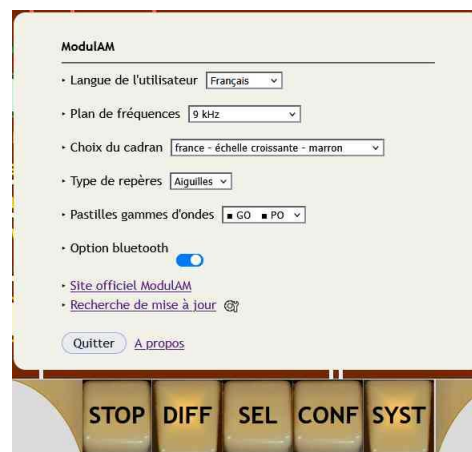 ModulAM
‣ Langue de l'utilisateur Français
‣ Plan de fréquences 9 kHz
‣ Choix du cadran france - échelle croissante - marron
‣ Type de repères Aiguilles
‣ Pastilles gammes d'ondes ■ GO ■ PO
‣ Option bluetooth
‣ Site officiel ModulAM
‣ Recherche de mise à jour
Quitter A propos
STOP DIFF SEL CONF SYST